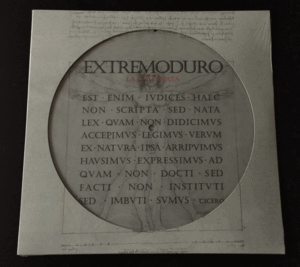 EXTREMODURO
EST · ENIM · IVDICES · HAEC
NON · SCRIPTA · SED · NATA
LEX · QVAM · NON · DIDICIMVS
ACCEPIMVS · LEGIMVS · VERVM
EX · NATVRA · IPSA · ARRIPVIMVS
HAVSIMVS · EXPRESSIMVS · AD
QVAM · NON · DOCTI · SED
FACTI · NON · INSTITVTI
SED · IMBVTI · SVMVS · CICERO